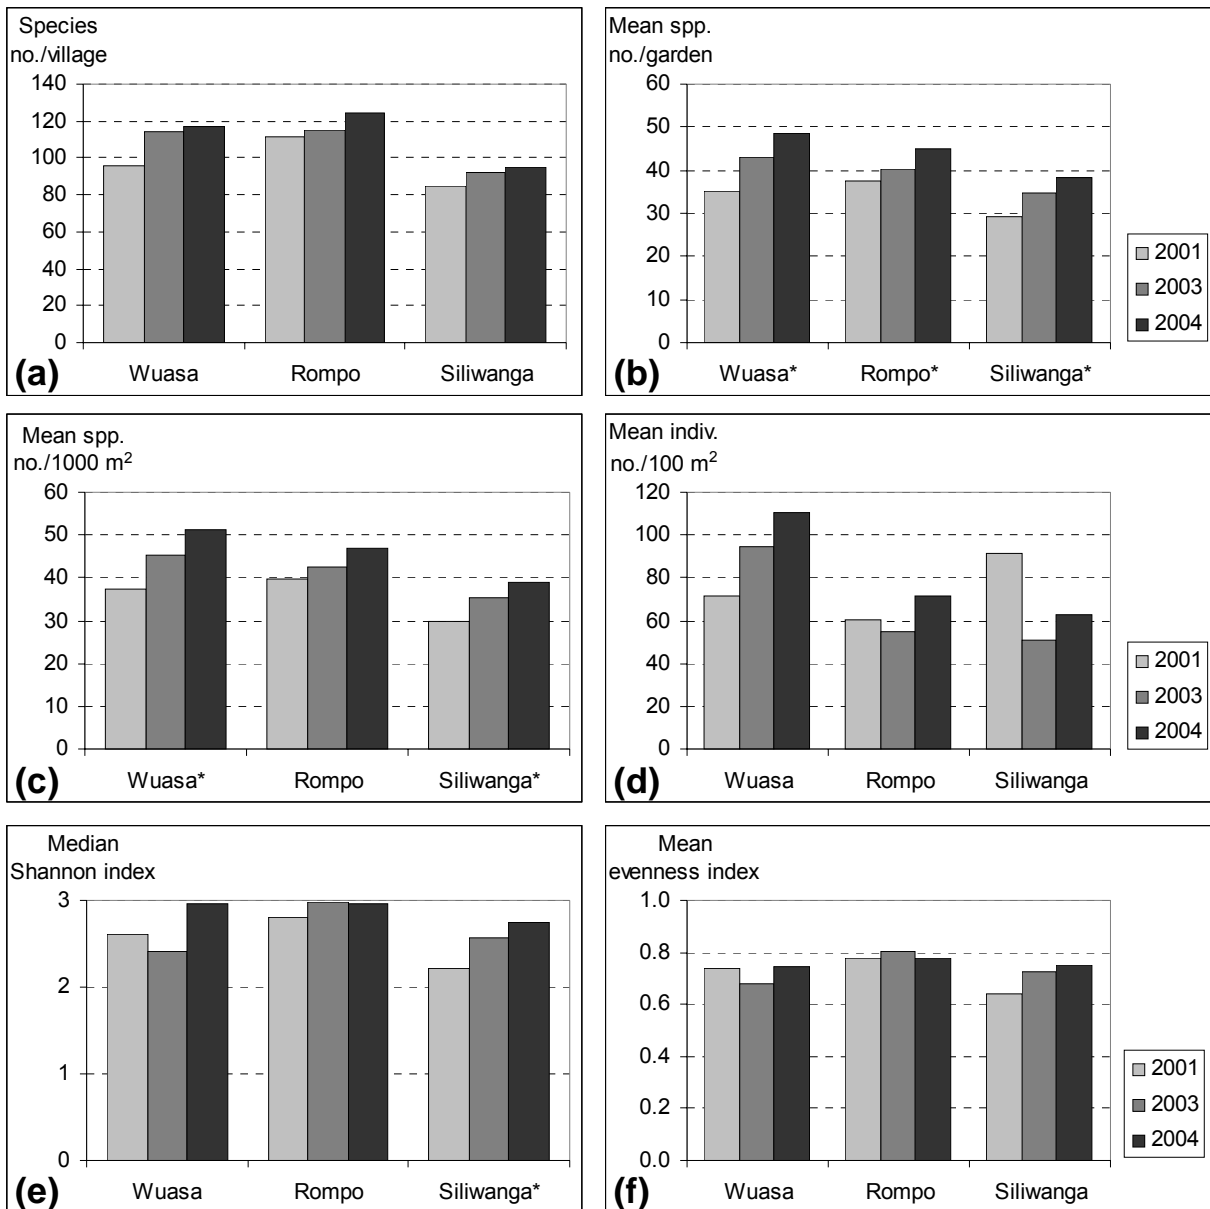 Species
no./village
140
120
100
80
60
40
20
0
Wuasa Rompo Siliwanga
(a)
Mean spp.
no./garden
60
50
40
30
20
10
0
Wuasa* Rompo* Siliwanga*
(b)
2001
2003
2004
Mean spp.
no./1000 m²
60
50
40
30
20
10
0
Wuasa* Rompo Siliwanga*
(c)
Mean indiv.
no./100 m²
120
100
80
60
40
20
0
Wuasa Rompo Siliwanga
(d)
2001
2003
2004
Median
Shannon index
3
2
1
0
Wuasa Rompo Siliwanga*
(e)
Mean
evenness index
1.0
0.8
0.6
0.4
0.2
0.0
Wuasa Rompo Siliwanga
(f)
2001
2003
2004